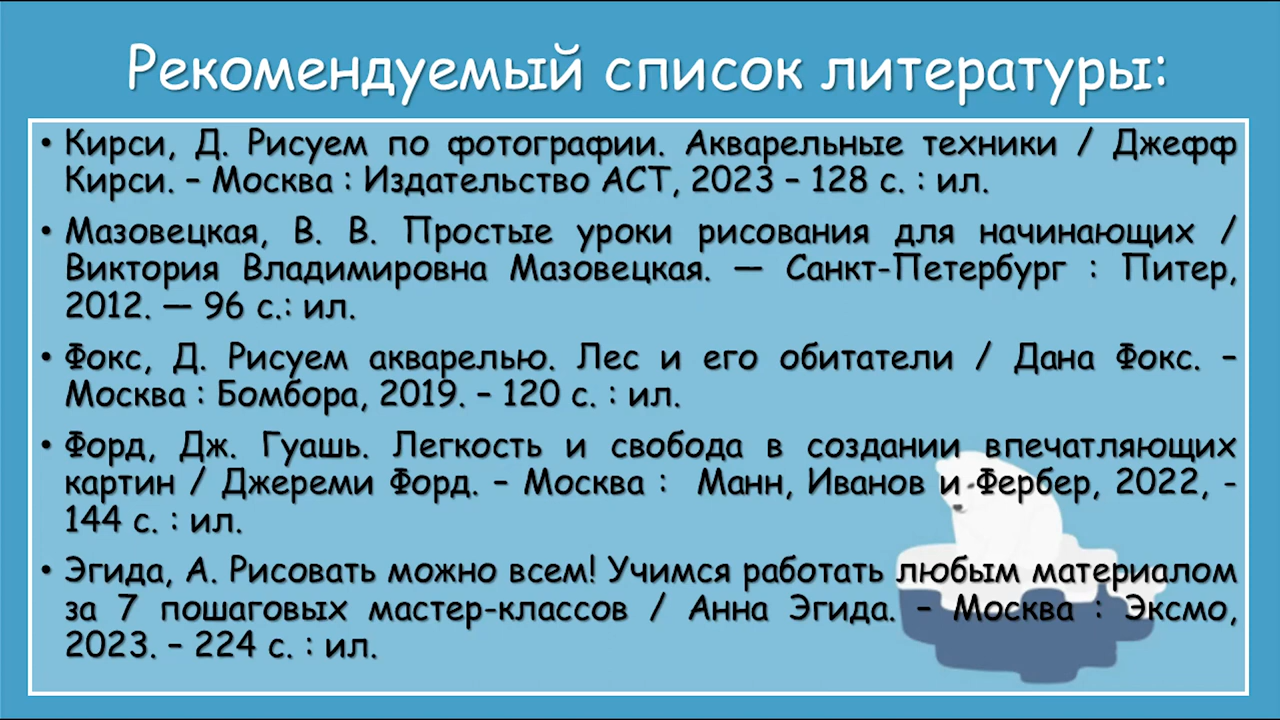 Рекомендуемый список литературы:
• Кирси, Д. Рисуем по фотографии. Акварельные техники / Джефф
Кирси. – Москва : Издательство АСТ, 2023 – 128 с. : ил.
• Мазовецкая, В. В. Простые уроки рисования для начинающих /
Виктория Владимировна Мазовецкая. — Санкт-Петербург : Питер,
2012. — 96 с.: ил.
• Фокс, Д. Рисуем акварелью. Лес и его обитатели / Дана Фокс. –
Москва : Бомбора, 2019. – 120 с. : ил.
• Форд, Дж. Гуашь. Легкость и свобода в создании впечатляющих
картин / Джереми Форд. – Москва : Манн, Иванов и Фербер, 2022, -
144 с. : ил.
• Эгида, А. Рисовать можно всем! Учимся работать любым материалом
за 7 пошаговых мастер-классов / Анна Эгида. – Москва : Эксмо,
2023. – 224 с. : ил.